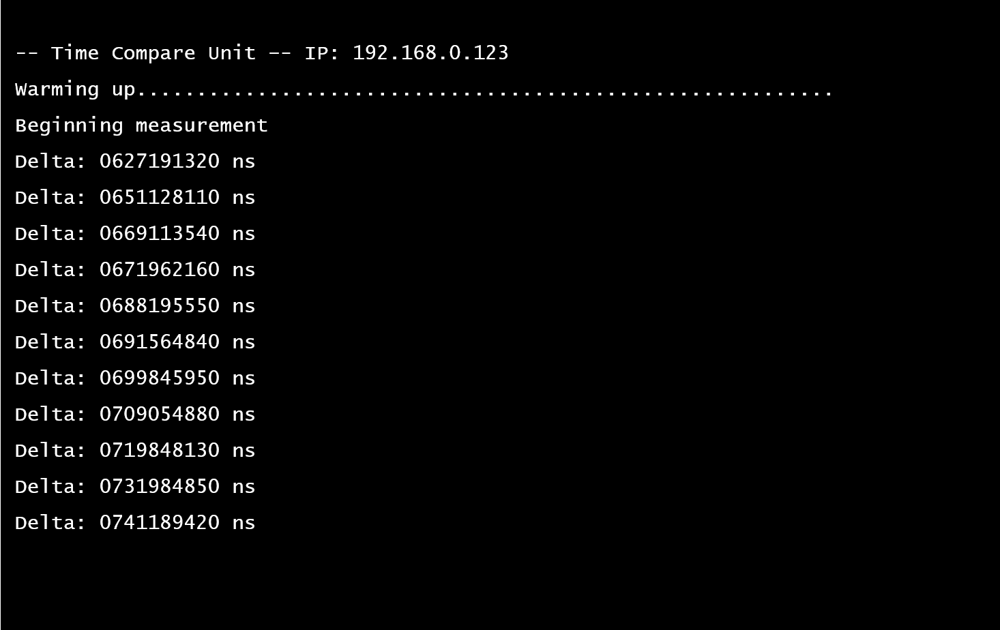 -- Time Compare Unit -- IP: 192.168.0.123
Warming up..........................................................
Beginning measurement
Delta: 0627191320 ns
Delta: 0651128110 ns
Delta: 0669113540 ns
Delta: 0671962160 ns
Delta: 0688195550 ns
Delta: 0691564840 ns
Delta: 0699845950 ns
Delta: 0709054880 ns
Delta: 0719848130 ns
Delta: 0731984850 ns
Delta: 0741189420 ns